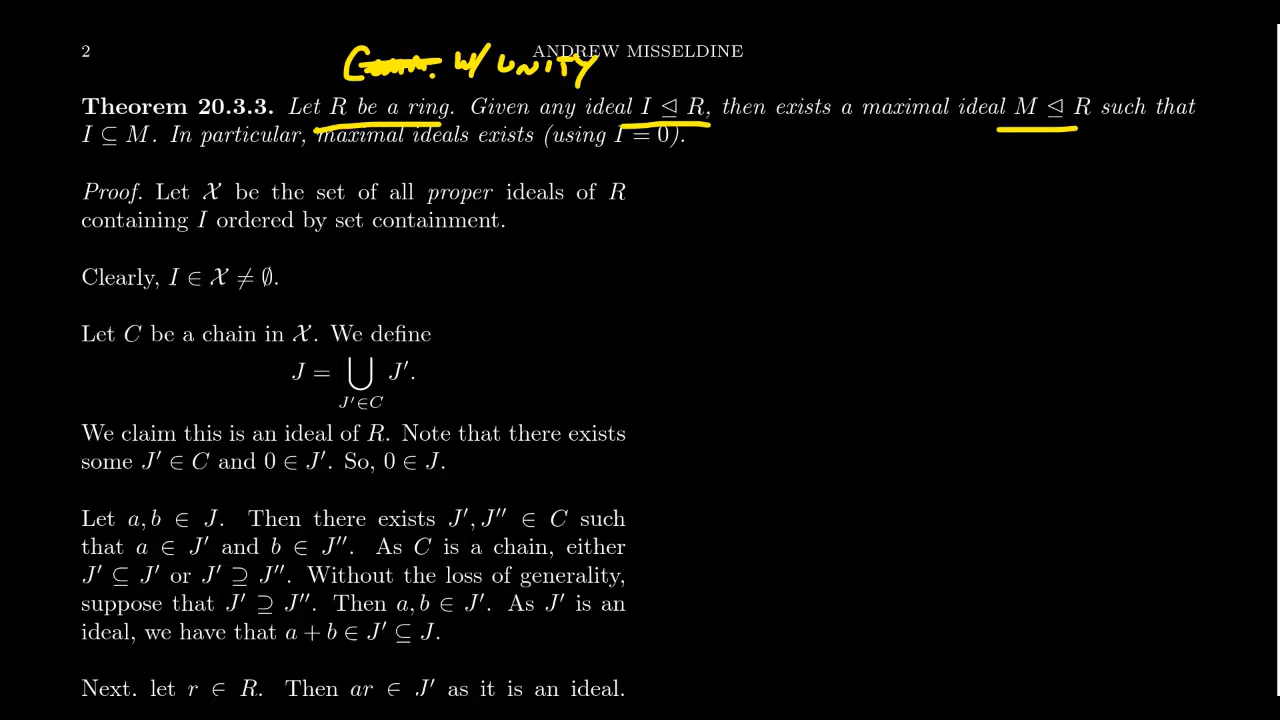 2 ANDREW MISSELDINE
w/ UNITY
Theorem 20.3.3. Let R be a ring. Given any ideal I ⊴ R, then exists a maximal ideal M ⊴ R such that
I ⊆ M. In particular, maximal ideals exists (using I = 0).
Proof. Let 𝒳 be the set of all proper ideals of R
containing I ordered by set containment.
Clearly, I ∈ 𝒳 ≠ ∅.
Let C be a chain in 𝒳. We define
J = ⋃ J′.
J′∈C
We claim this is an ideal of R. Note that there exists
some J′ ∈ C and 0 ∈ J′. So, 0 ∈ J.
Let a, b ∈ J. Then there exists J′, J″ ∈ C such
that a ∈ J′ and b ∈ J″. As C is a chain, either
J′ ⊆ J′ or J′ ⊇ J″. Without the loss of generality,
suppose that J′ ⊇ J″. Then a, b ∈ J′. As J′ is an
ideal, we have that a + b ∈ J′ ⊆ J.
Next. let r ∈ R. Then ar ∈ J′ as it is an ideal.